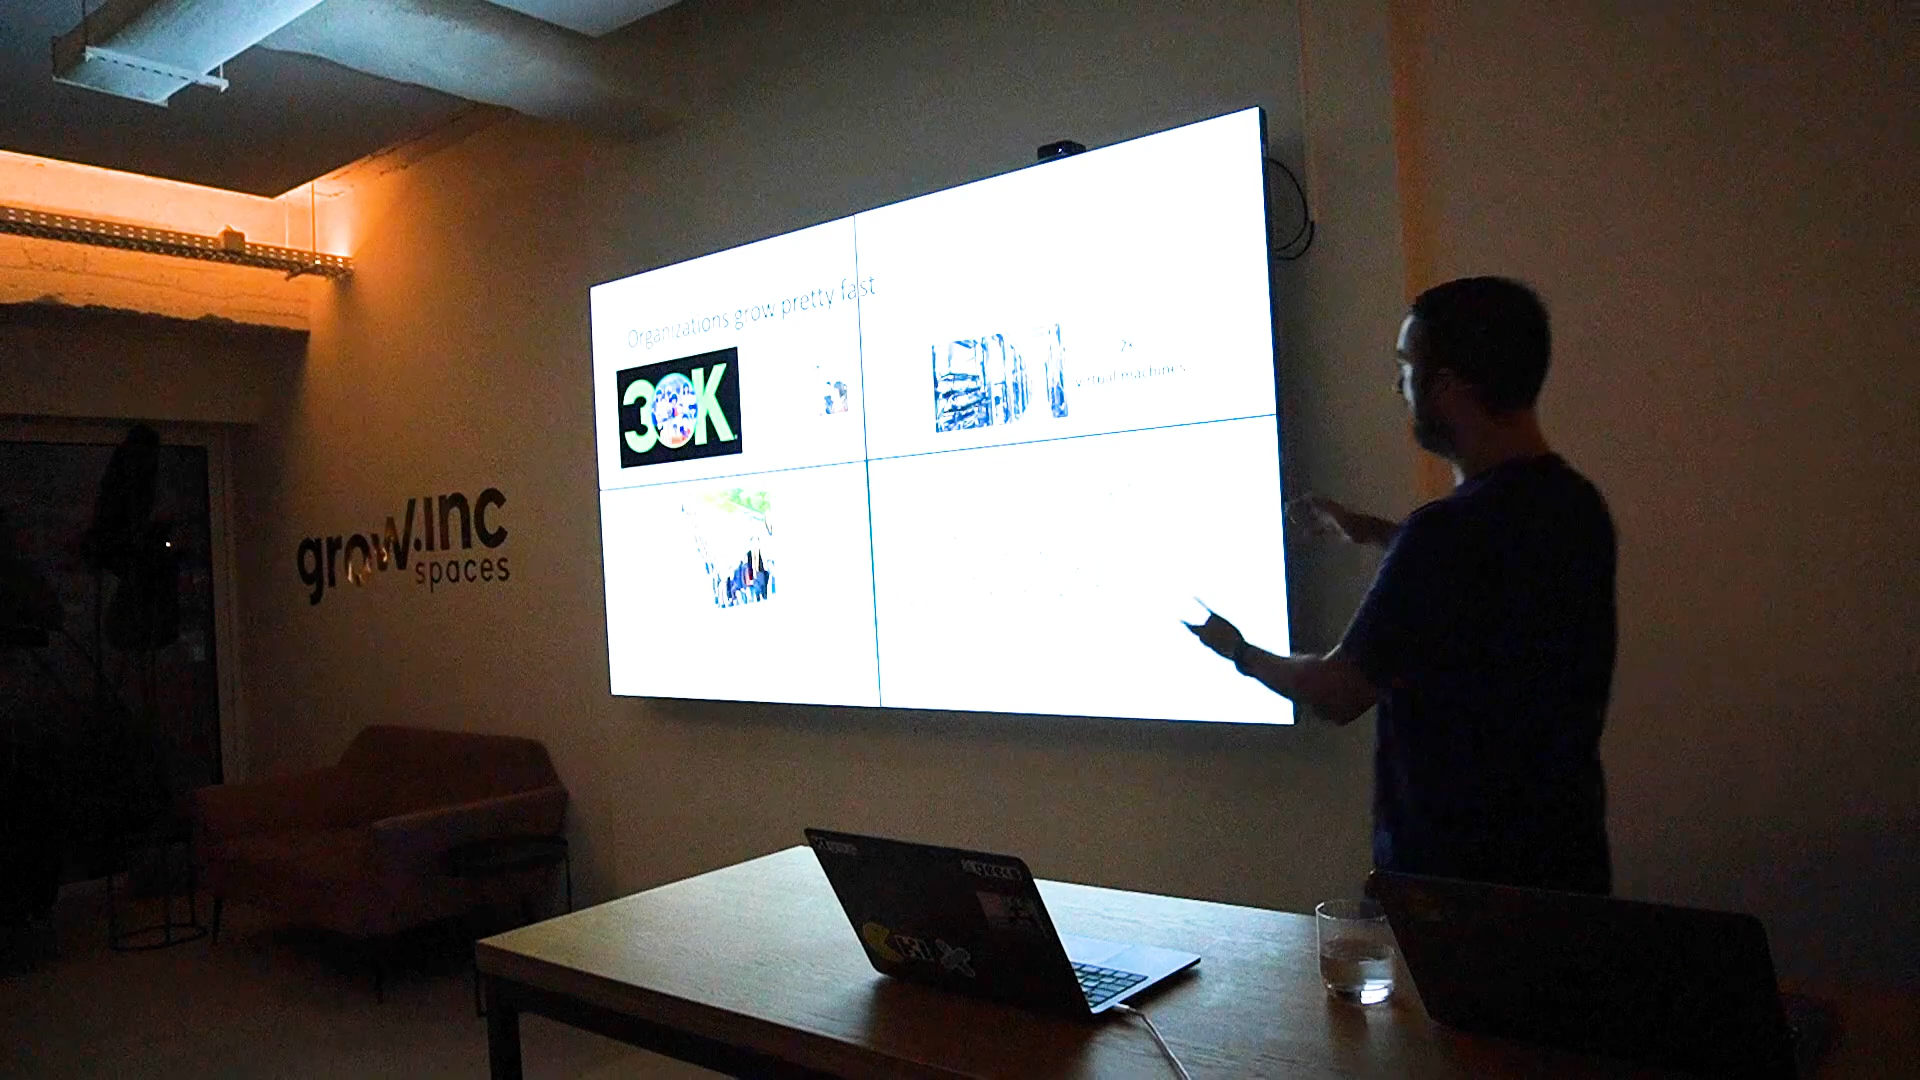 Organizations grow pretty fast
30K
2x
virtual machines
grow.inc
spaces